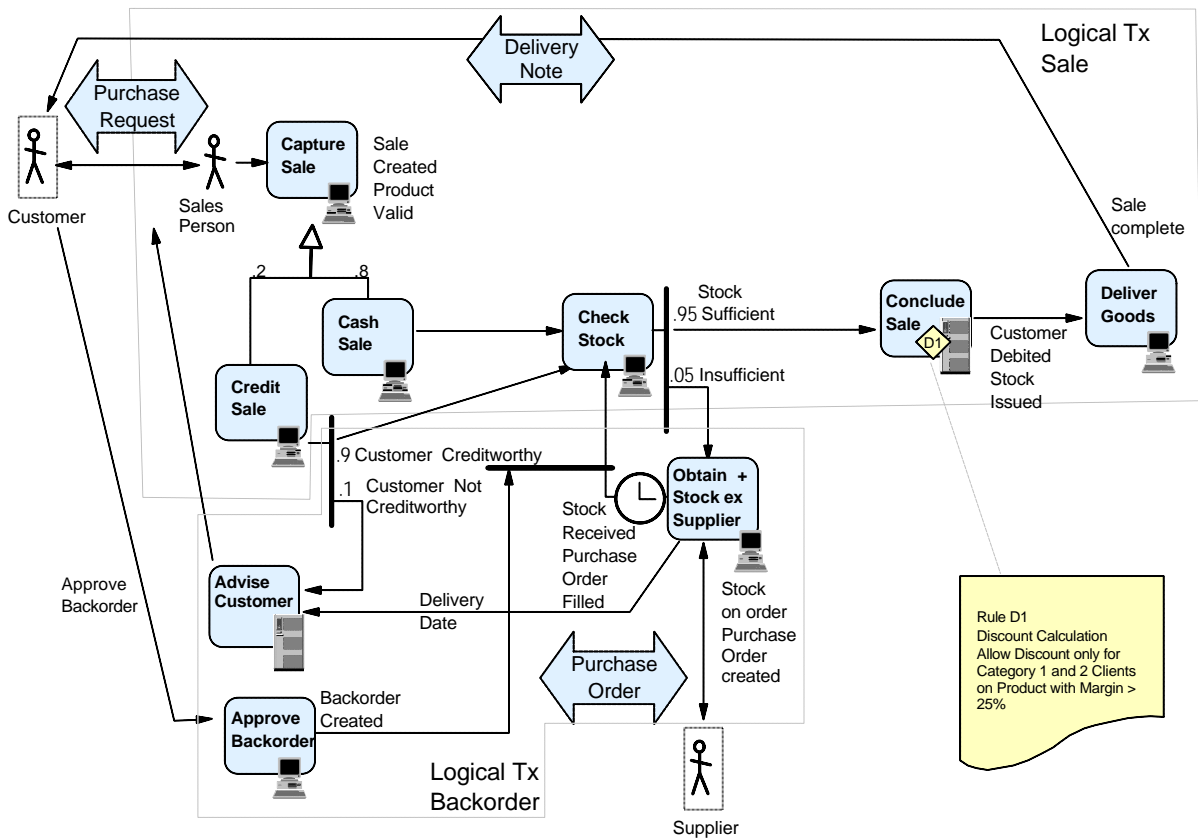 Logical Tx
Sale
Delivery
Note
Purchase
Request
Customer
Sales
Person
Capture
Sale
Sale
Created
Product
Valid
.2
.8
Cash
Sale
Credit
Sale
Check
Stock
Stock
.95 Sufficient
.05 Insufficient
Conclude
Sale
D1
Customer
Debited
Stock
Issued
Sale
complete
Deliver
Goods
.9 Customer Creditworthy
.1
Customer Not
Creditworthy
Stock
Received
Purchase
Order
Filled
Obtain +
Stock ex
Supplier
Stock
on order
Purchase
Order
created
Approve
Backorder
Advise
Customer
Delivery
Date
Purchase
Order
Approve
Backorder
Backorder
Created
Logical Tx
Backorder
Supplier
Rule D1
Discount Calculation
Allow Discount only for
Category 1 and 2 Clients
on Product with Margin >
25%